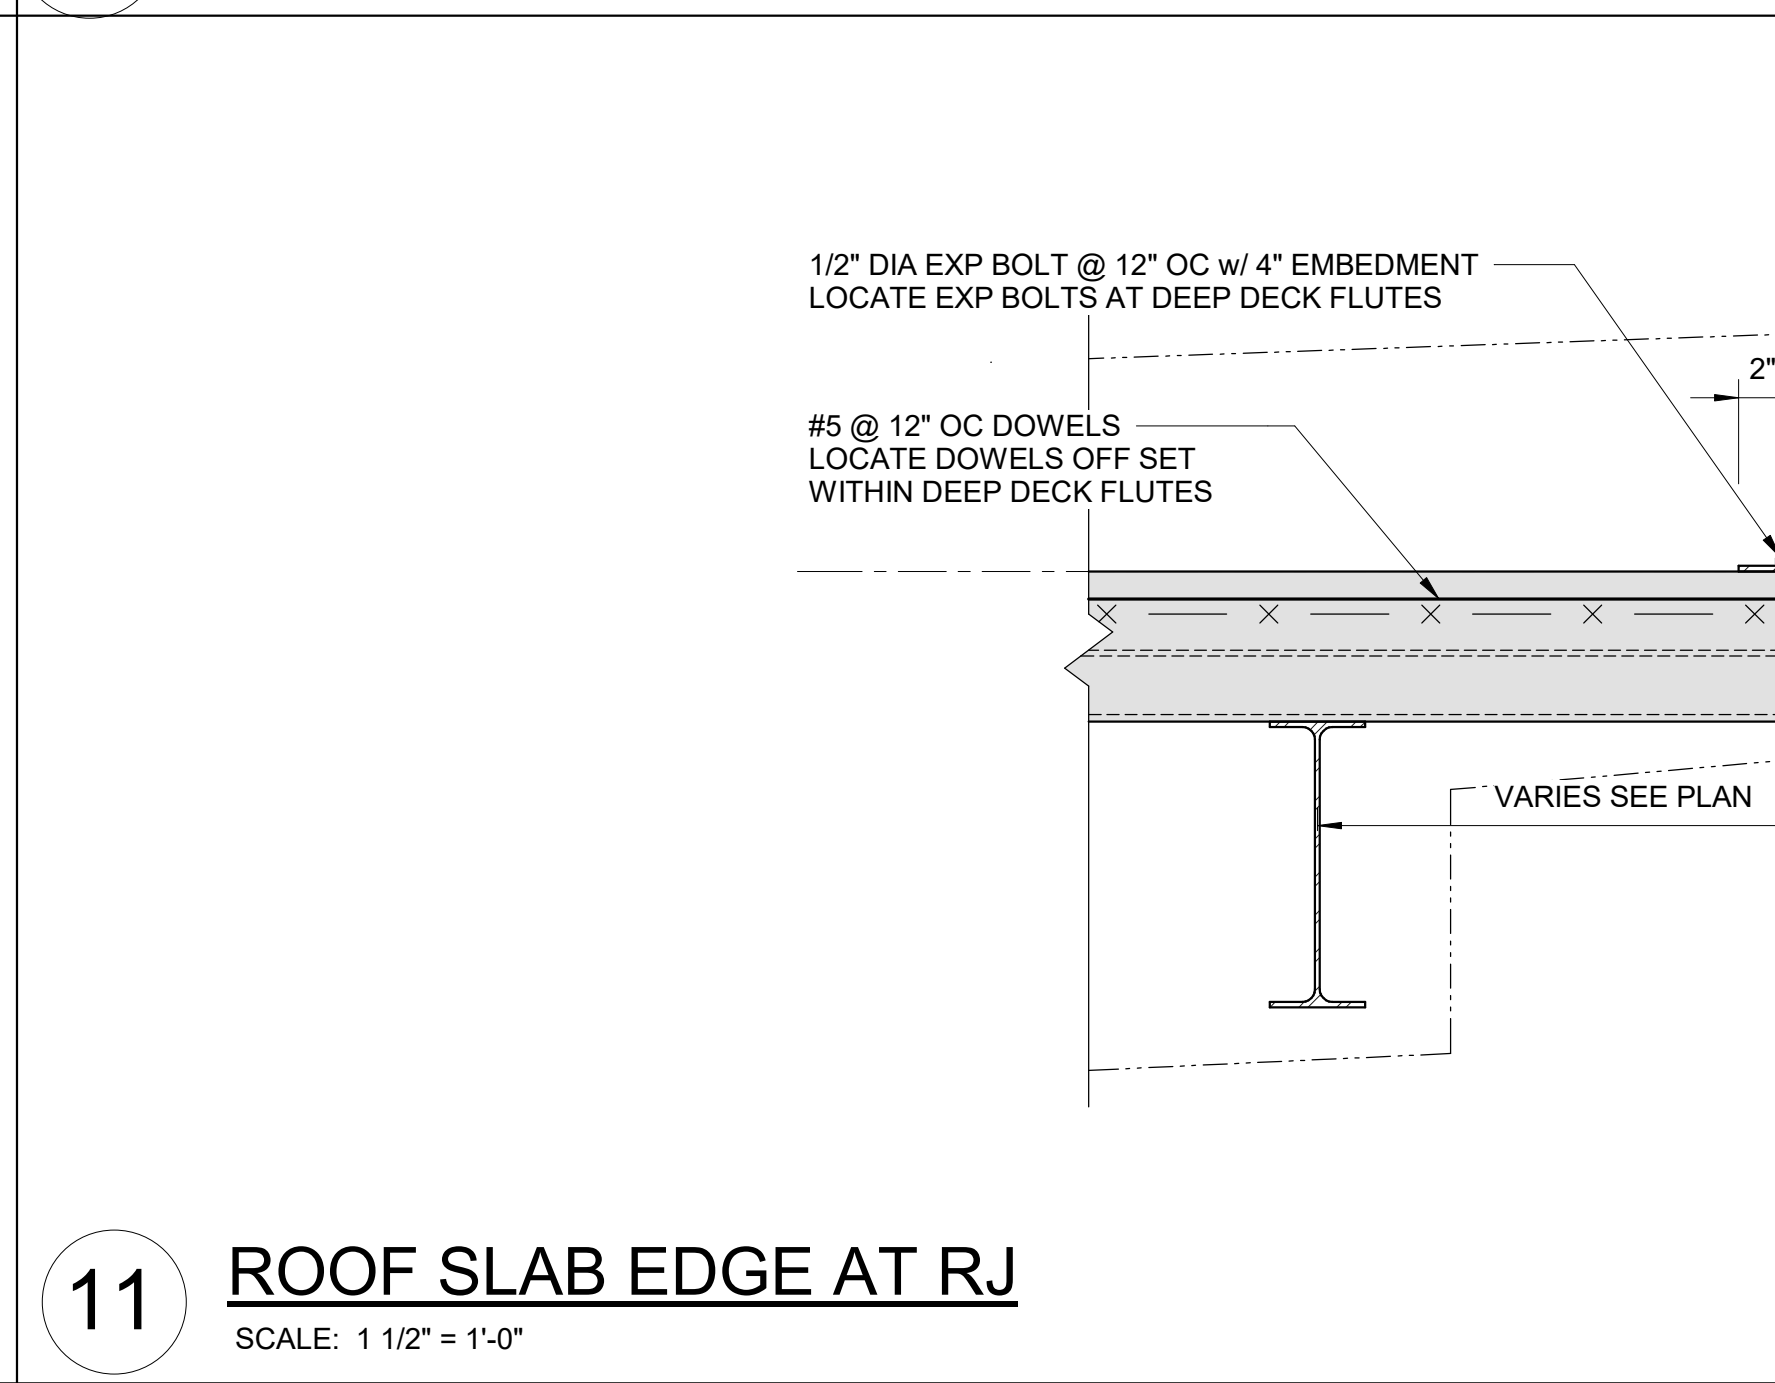 1/2" DIA EXP BOLT @ 12" OC w/ 4" EMBEDMENT
LOCATE EXP BOLTS AT DEEP DECK FLUTES
2"
#5 @ 12" OC DOWELS
LOCATE DOWELS OFF SET
WITHIN DEEP DECK FLUTES
VARIES SEE PLAN
11
ROOF SLAB EDGE AT RJ
SCALE: 1 1/2" = 1'-0"